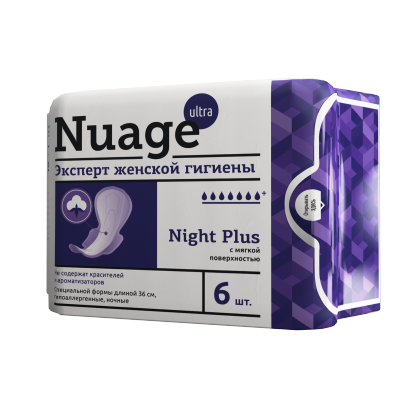 Nuage
ultra
Эксперт женской гигиены
Night Plus
с мягкой
поверхностью
Не содержат красителей
и ароматизаторов
Специальной формы длиной 36 см,
гипоаллергенные, ночные
6 шт.
Открывать